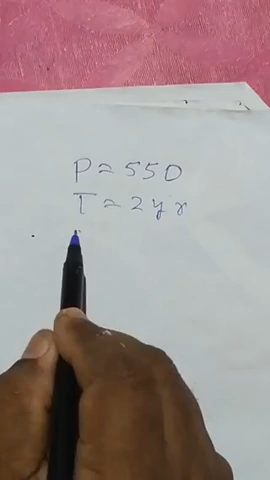 P = 550
T = 2 yr